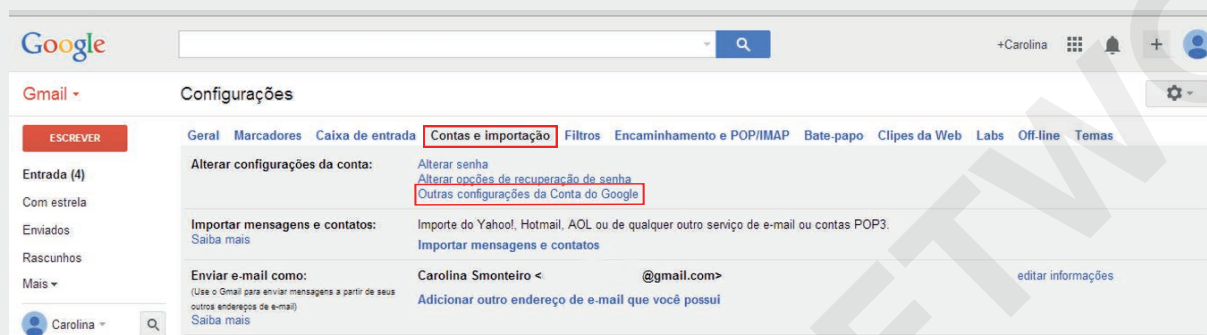 Google
+Carolina
Gmail
Configurações
ESCREVER
Geral Marcadores Caixa de entrada Contas e importação Filtros Encaminhamento e POP/IMAP Bate-papo Clipes da Web Labs Off-line Temas
Entrada (4)
Com estrela
Enviados
Rascunhos
Mais
Carolina
Alterar configurações da conta:
Alterar senha
Alterar opções de recuperação de senha
Outras configurações da Conta do Google
Importar mensagens e contatos:
Saiba mais
Importe do Yahoo!, Hotmail, AOL ou de qualquer outro serviço de e-mail ou contas POP3.
Importar mensagens e contatos
Enviar e-mail como:
(Use o Gmail para enviar mensagens a partir de seus
outros endereços de e-mail)
Saiba mais
Carolina Smonteiro < @gmail.com>
editar informações
Adicionar outro endereço de e-mail que você possui